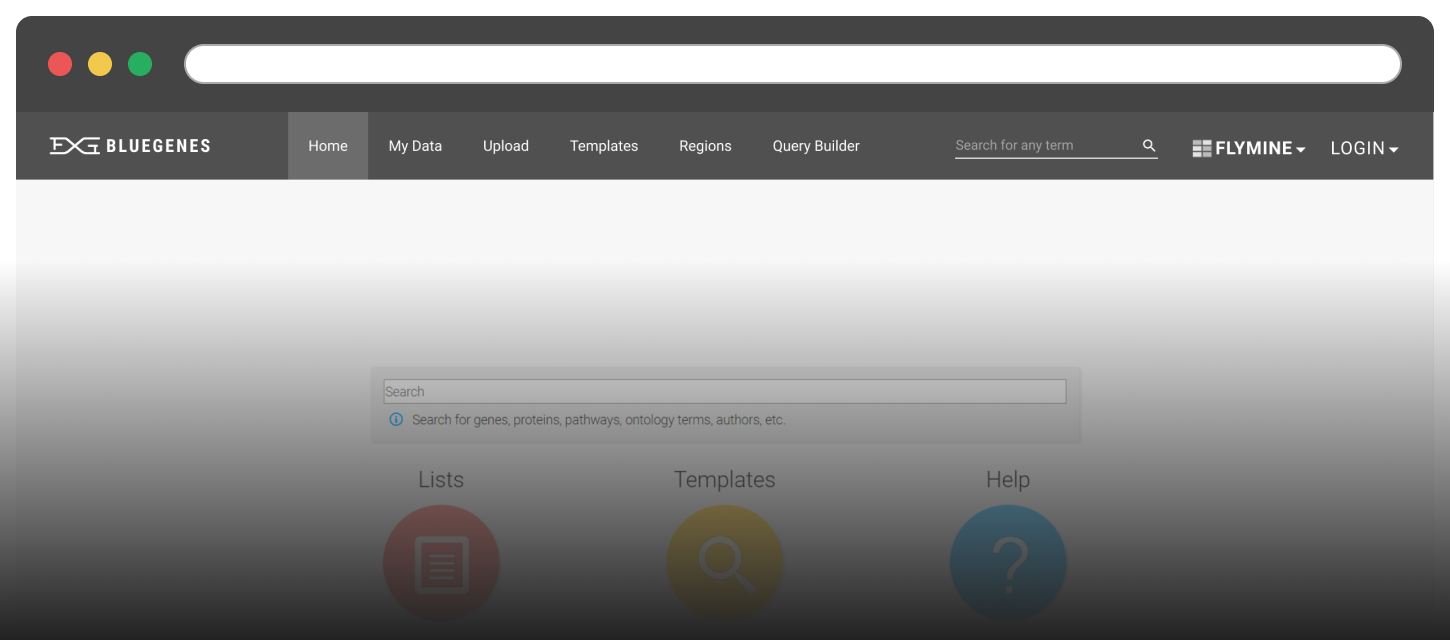 BLUEGENES
Home My Data Upload Templates Regions Query Builder
Search for any term
FLYMINE
LOGIN
Search
Search for genes, proteins, pathways, ontology terms, authors, etc.
Lists Templates Help